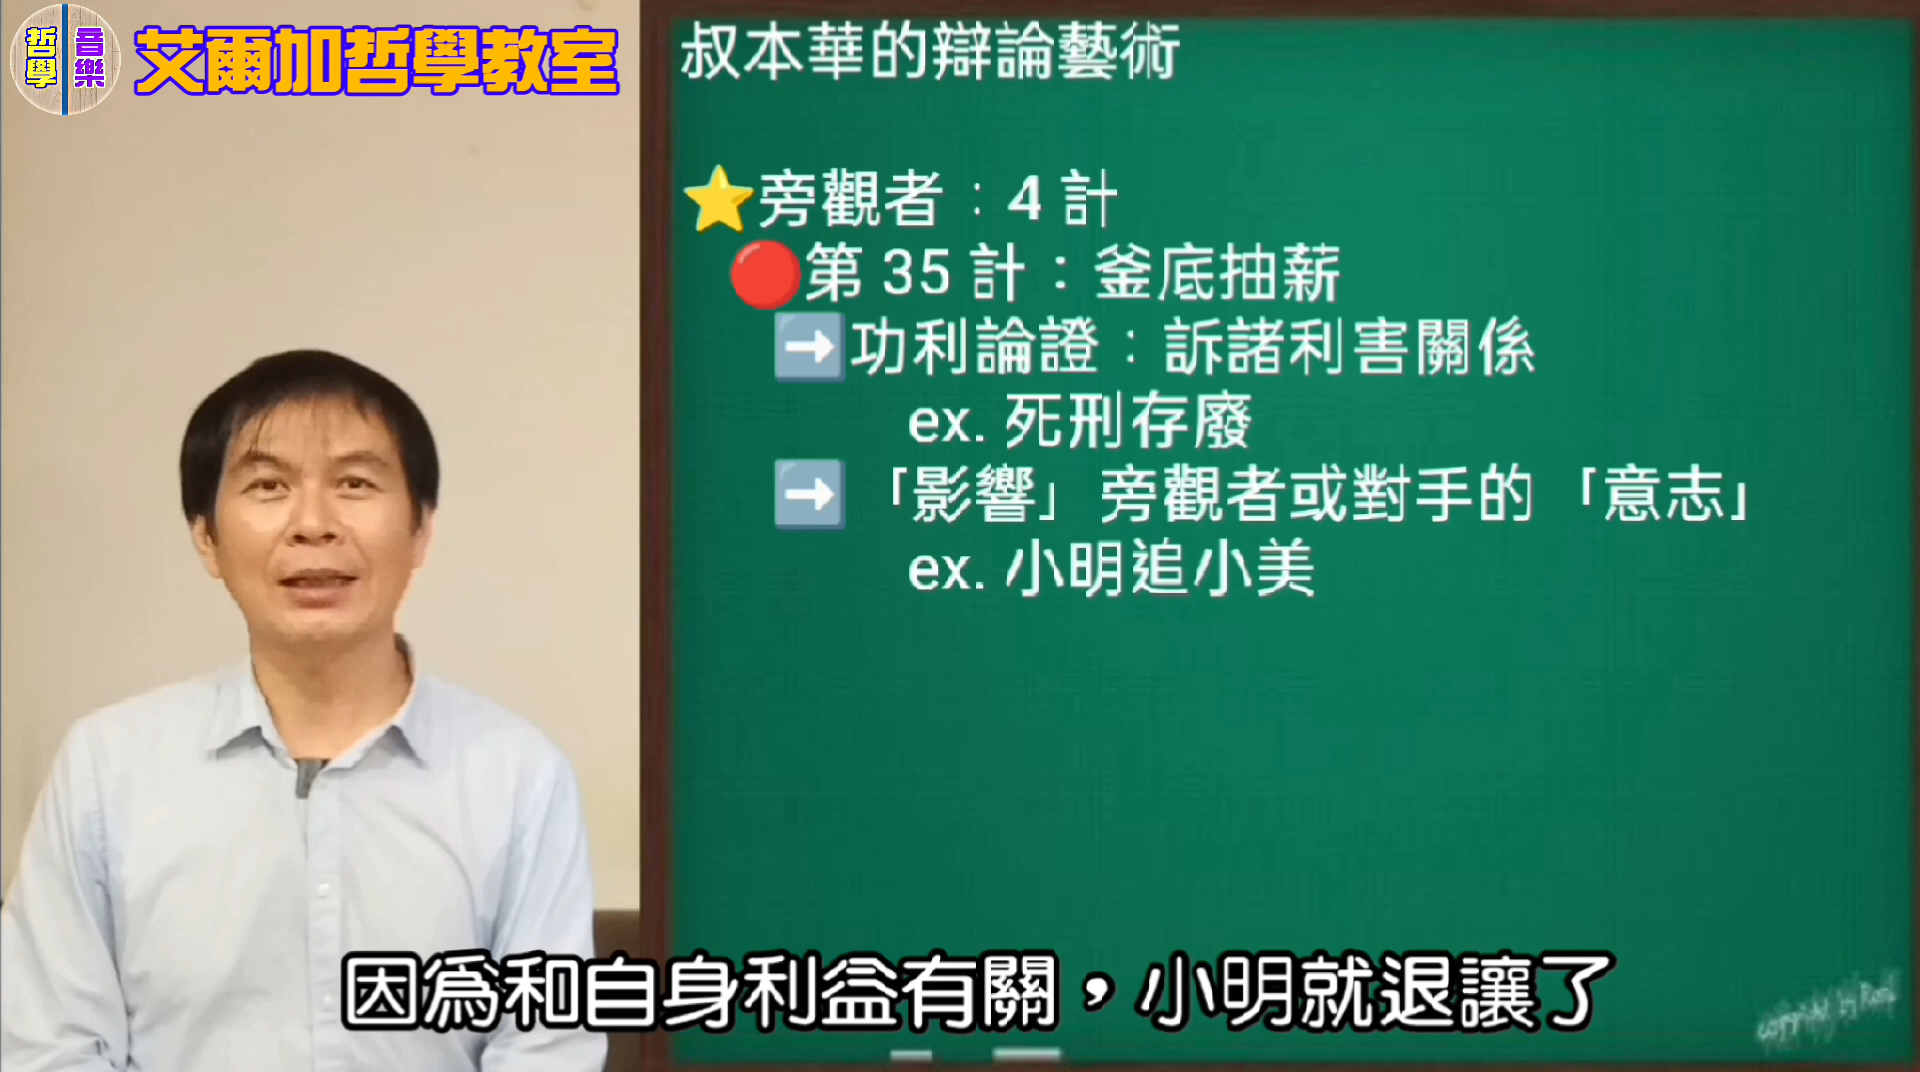 哲學
音樂
艾爾加哲學教室
叔本華的辯論藝術
旁觀者：4 計
第 35 計：釜底抽薪
功利論證：訴諸利害關係
ex. 死刑存廢
「影響」旁觀者或對手的「意志」
ex. 小明追小美
因為和自身利益有關，小明就退讓了
copyright by